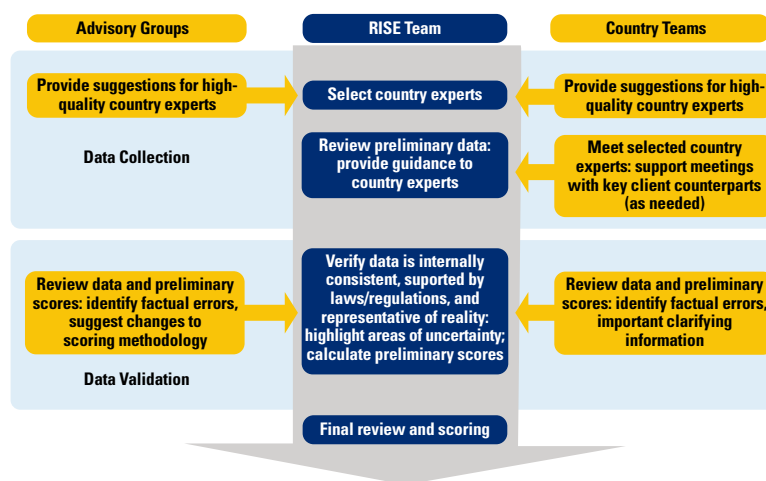 Advisory Groups
RISE Team
Country Teams
Provide suggestions for high-
quality country experts
Select country experts
Provide suggestions for high-
quality country experts
Data Collection
Review preliminary data:
provide guidance to
country experts
Meet selected country
experts: support meetings
with key client counterparts
(as needed)
Review data and preliminary
scores: identify factual errors,
suggest changes to
scoring methodology
Verify data is internally
consistent, suported by
laws/regulations, and
representative of reality:
highlight areas of uncertainty;
calculate preliminary scores
Review data and preliminary
scores: identify factual errors,
important clarifying
information
Data Validation
Final review and scoring